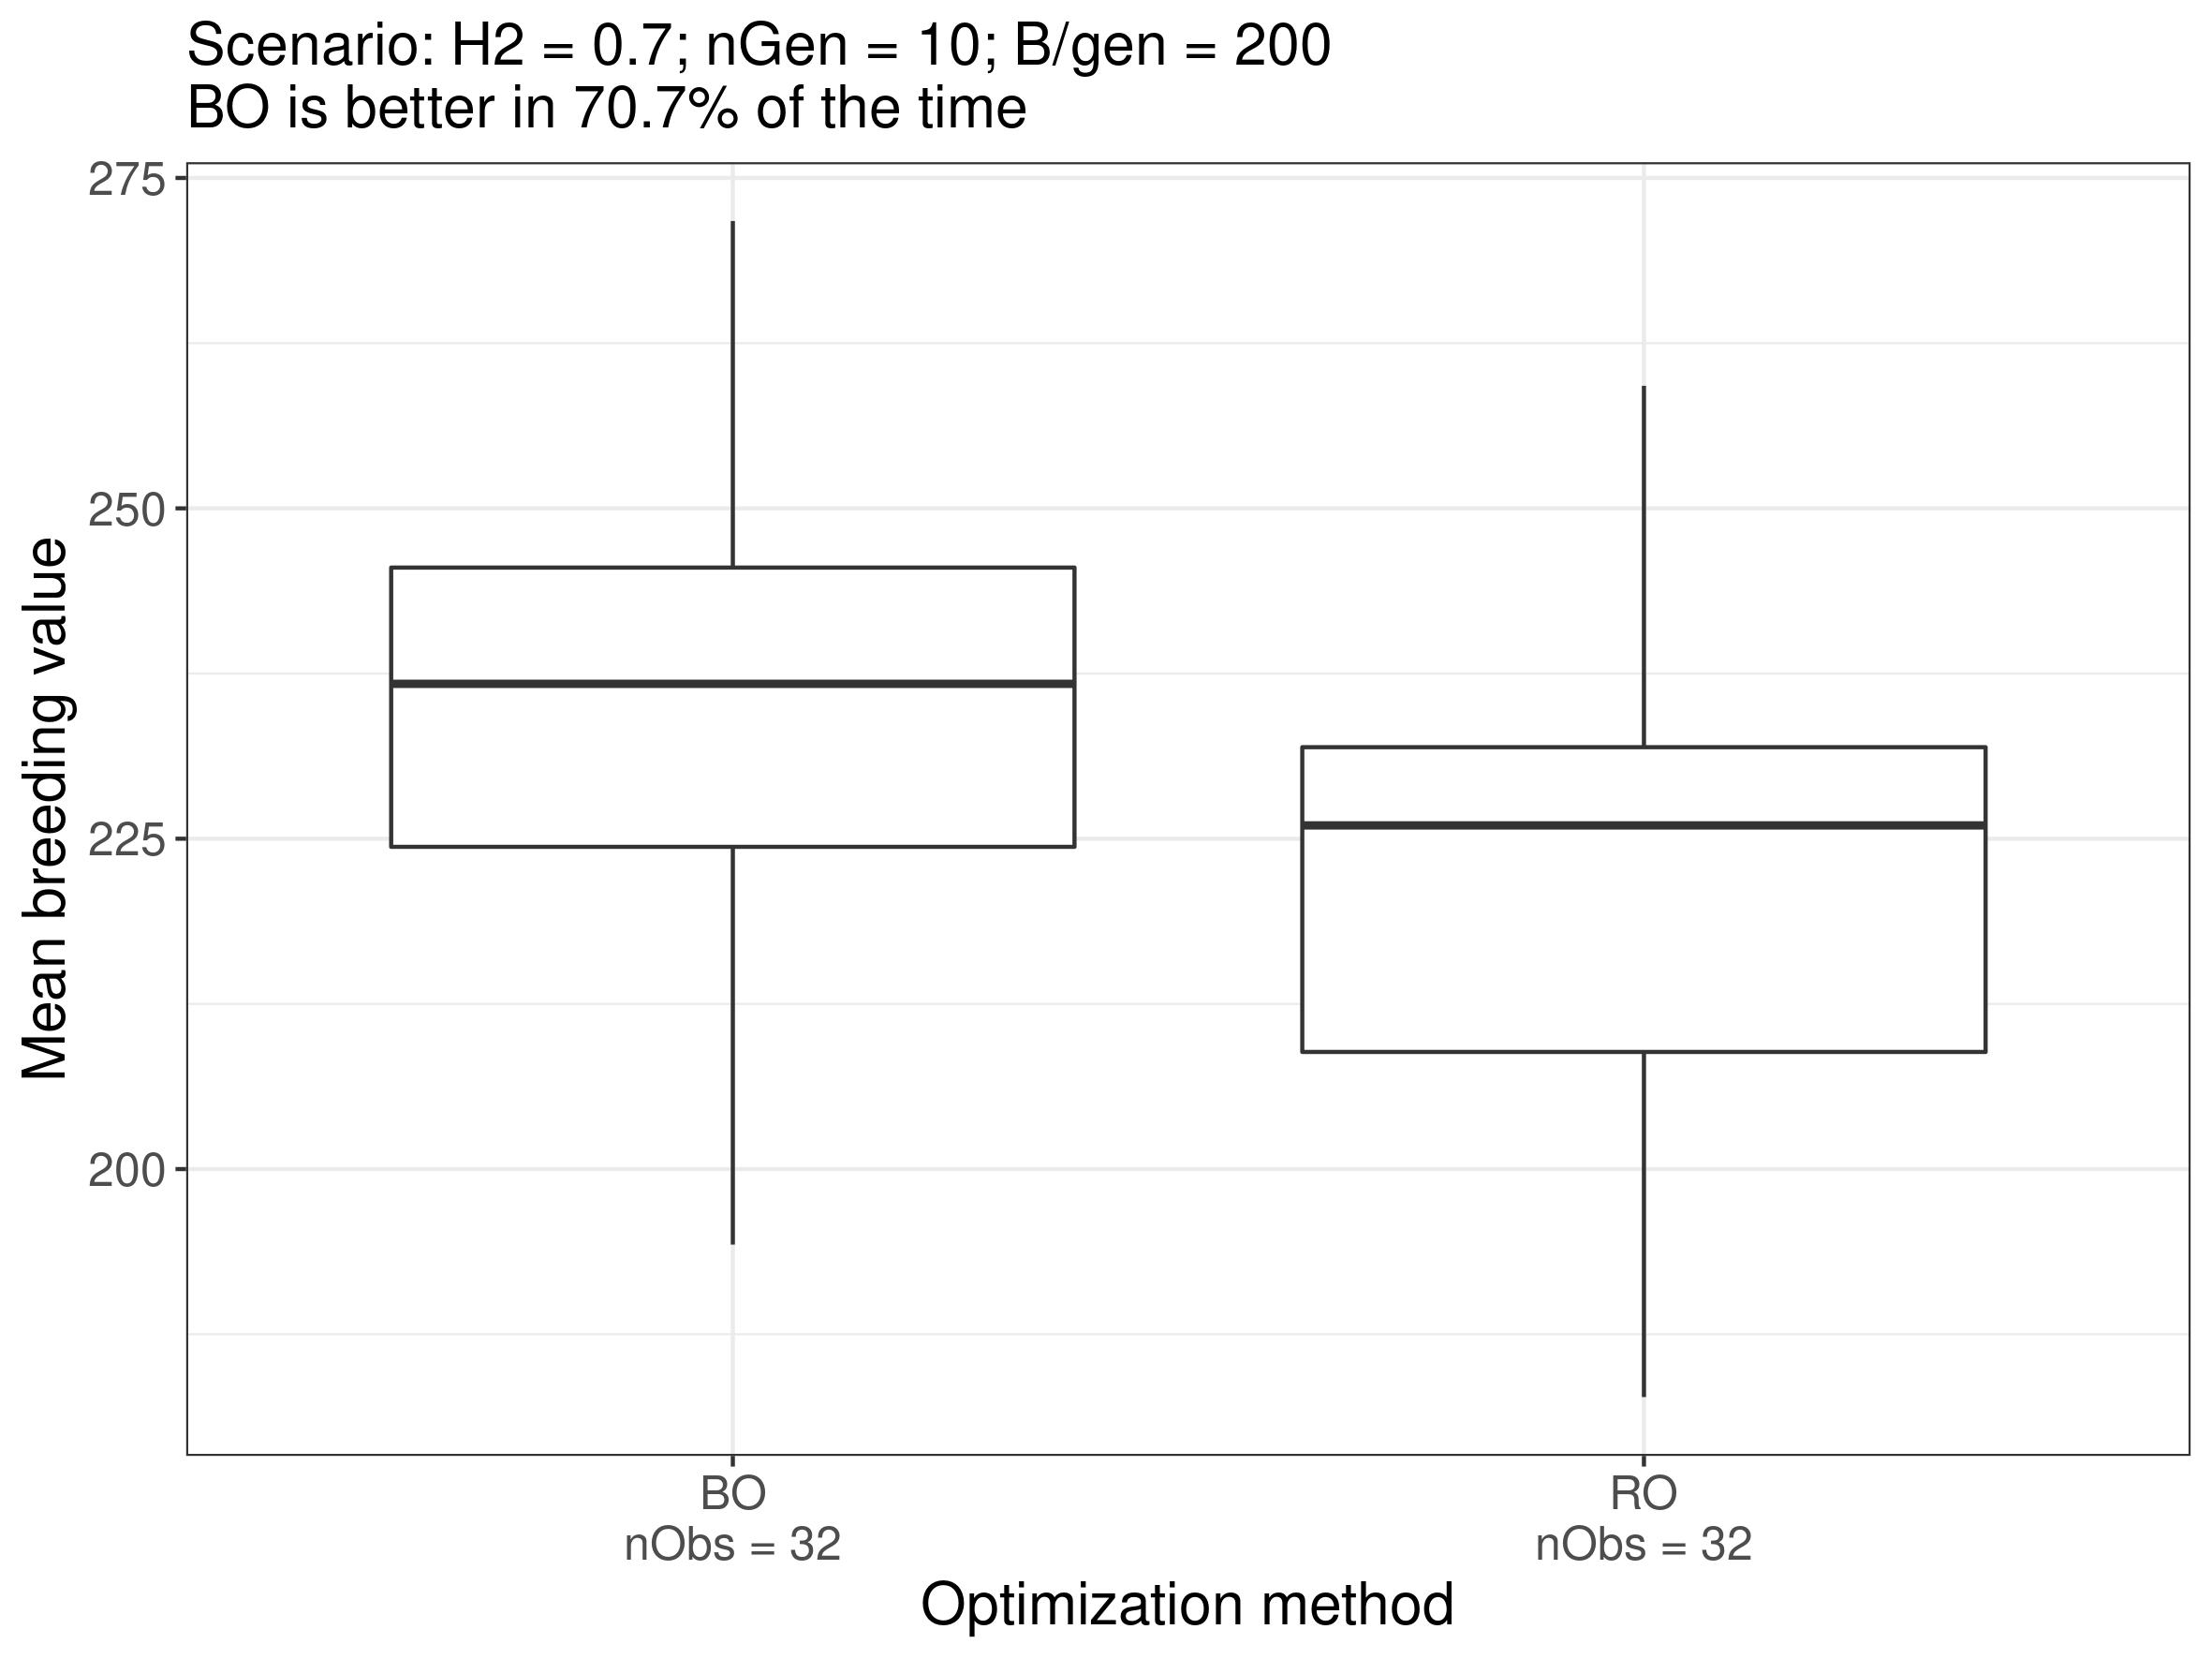 Scenario: H2 = 0.7; nGen = 10; B/gen = 200
BO is better in 70.7% of the time
275
250
225
200
Mean breeding value
BO
nObs = 32
RO
nObs = 32
Optimization method